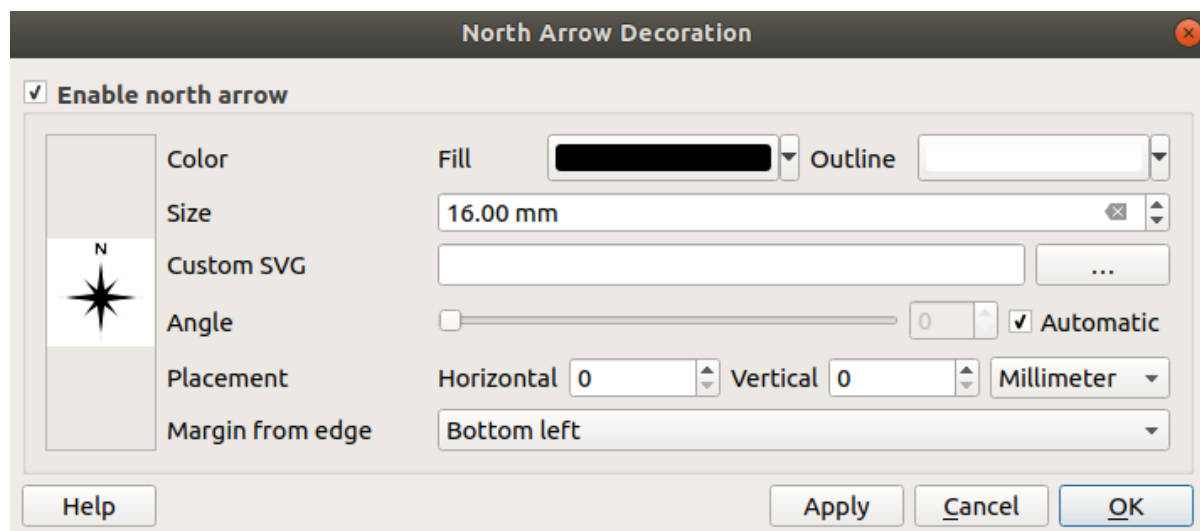 North Arrow Decoration
Enable north arrow
Color Fill Outline
Size 16.00 mm
N
Custom SVG ...
Angle 0 Automatic
Placement Horizontal 0 Vertical 0 Millimeter
Margin from edge Bottom left
Help Apply Cancel OK